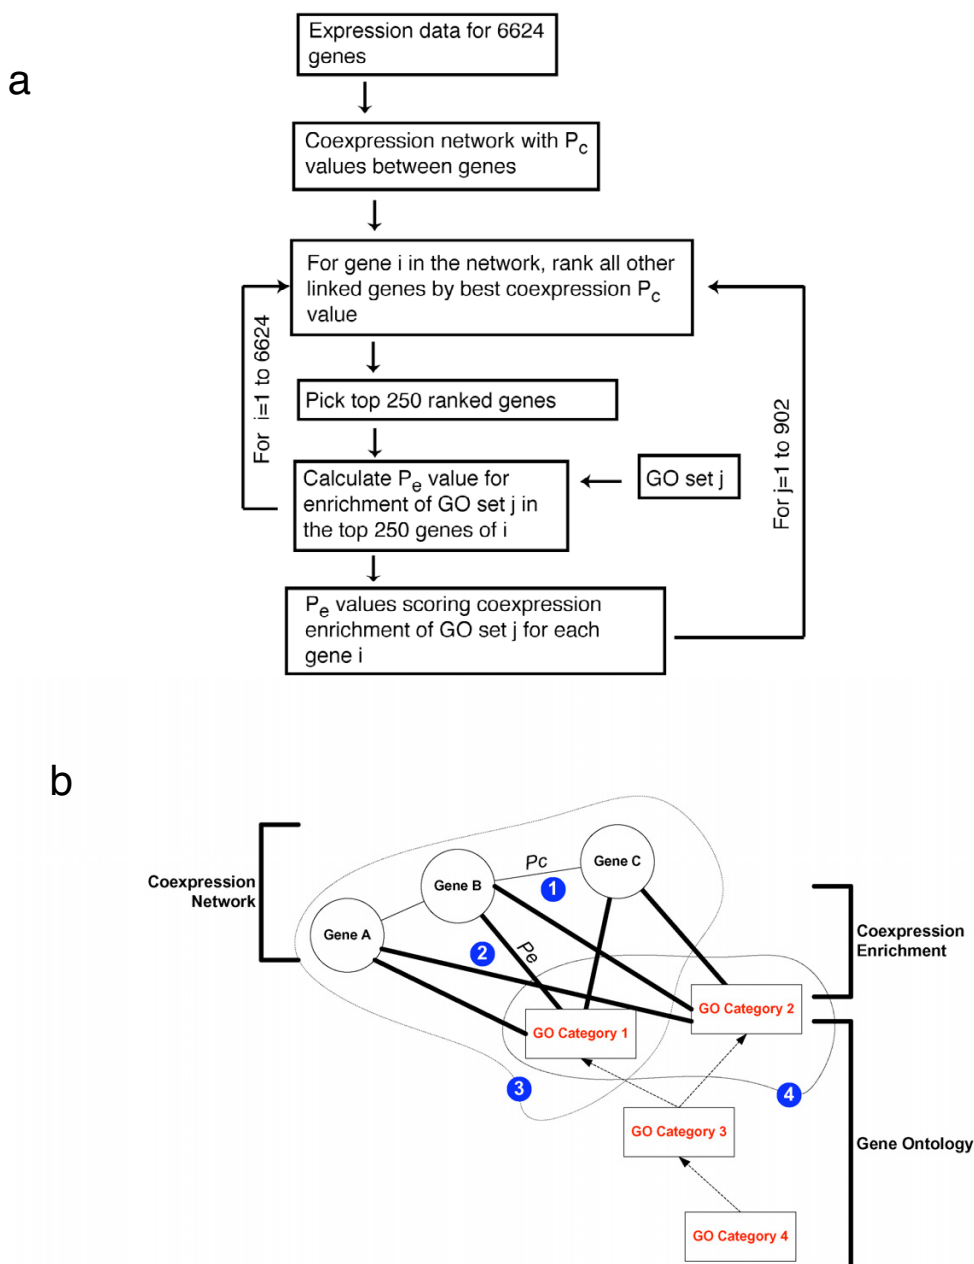 a
Expression data for 6624
genes
Coexpression network with Pc
values between genes
For gene i in the network, rank all other
linked genes by best coexpression Pc
value
For i=1 to 6624
Pick top 250 ranked genes
Calculate Pe value for
enrichment of GO set j in
the top 250 genes of i
GO set j
For j=1 to 902
Pe values scoring coexpression
enrichment of GO set j for each
gene i
b
Coexpression
Network
Gene A
Gene B
Pc
1
Gene C
2
Pe
Coexpression
Enrichment
GO Category 1
GO Category 2
3
4
GO Category 3
Gene Ontology
GO Category 4